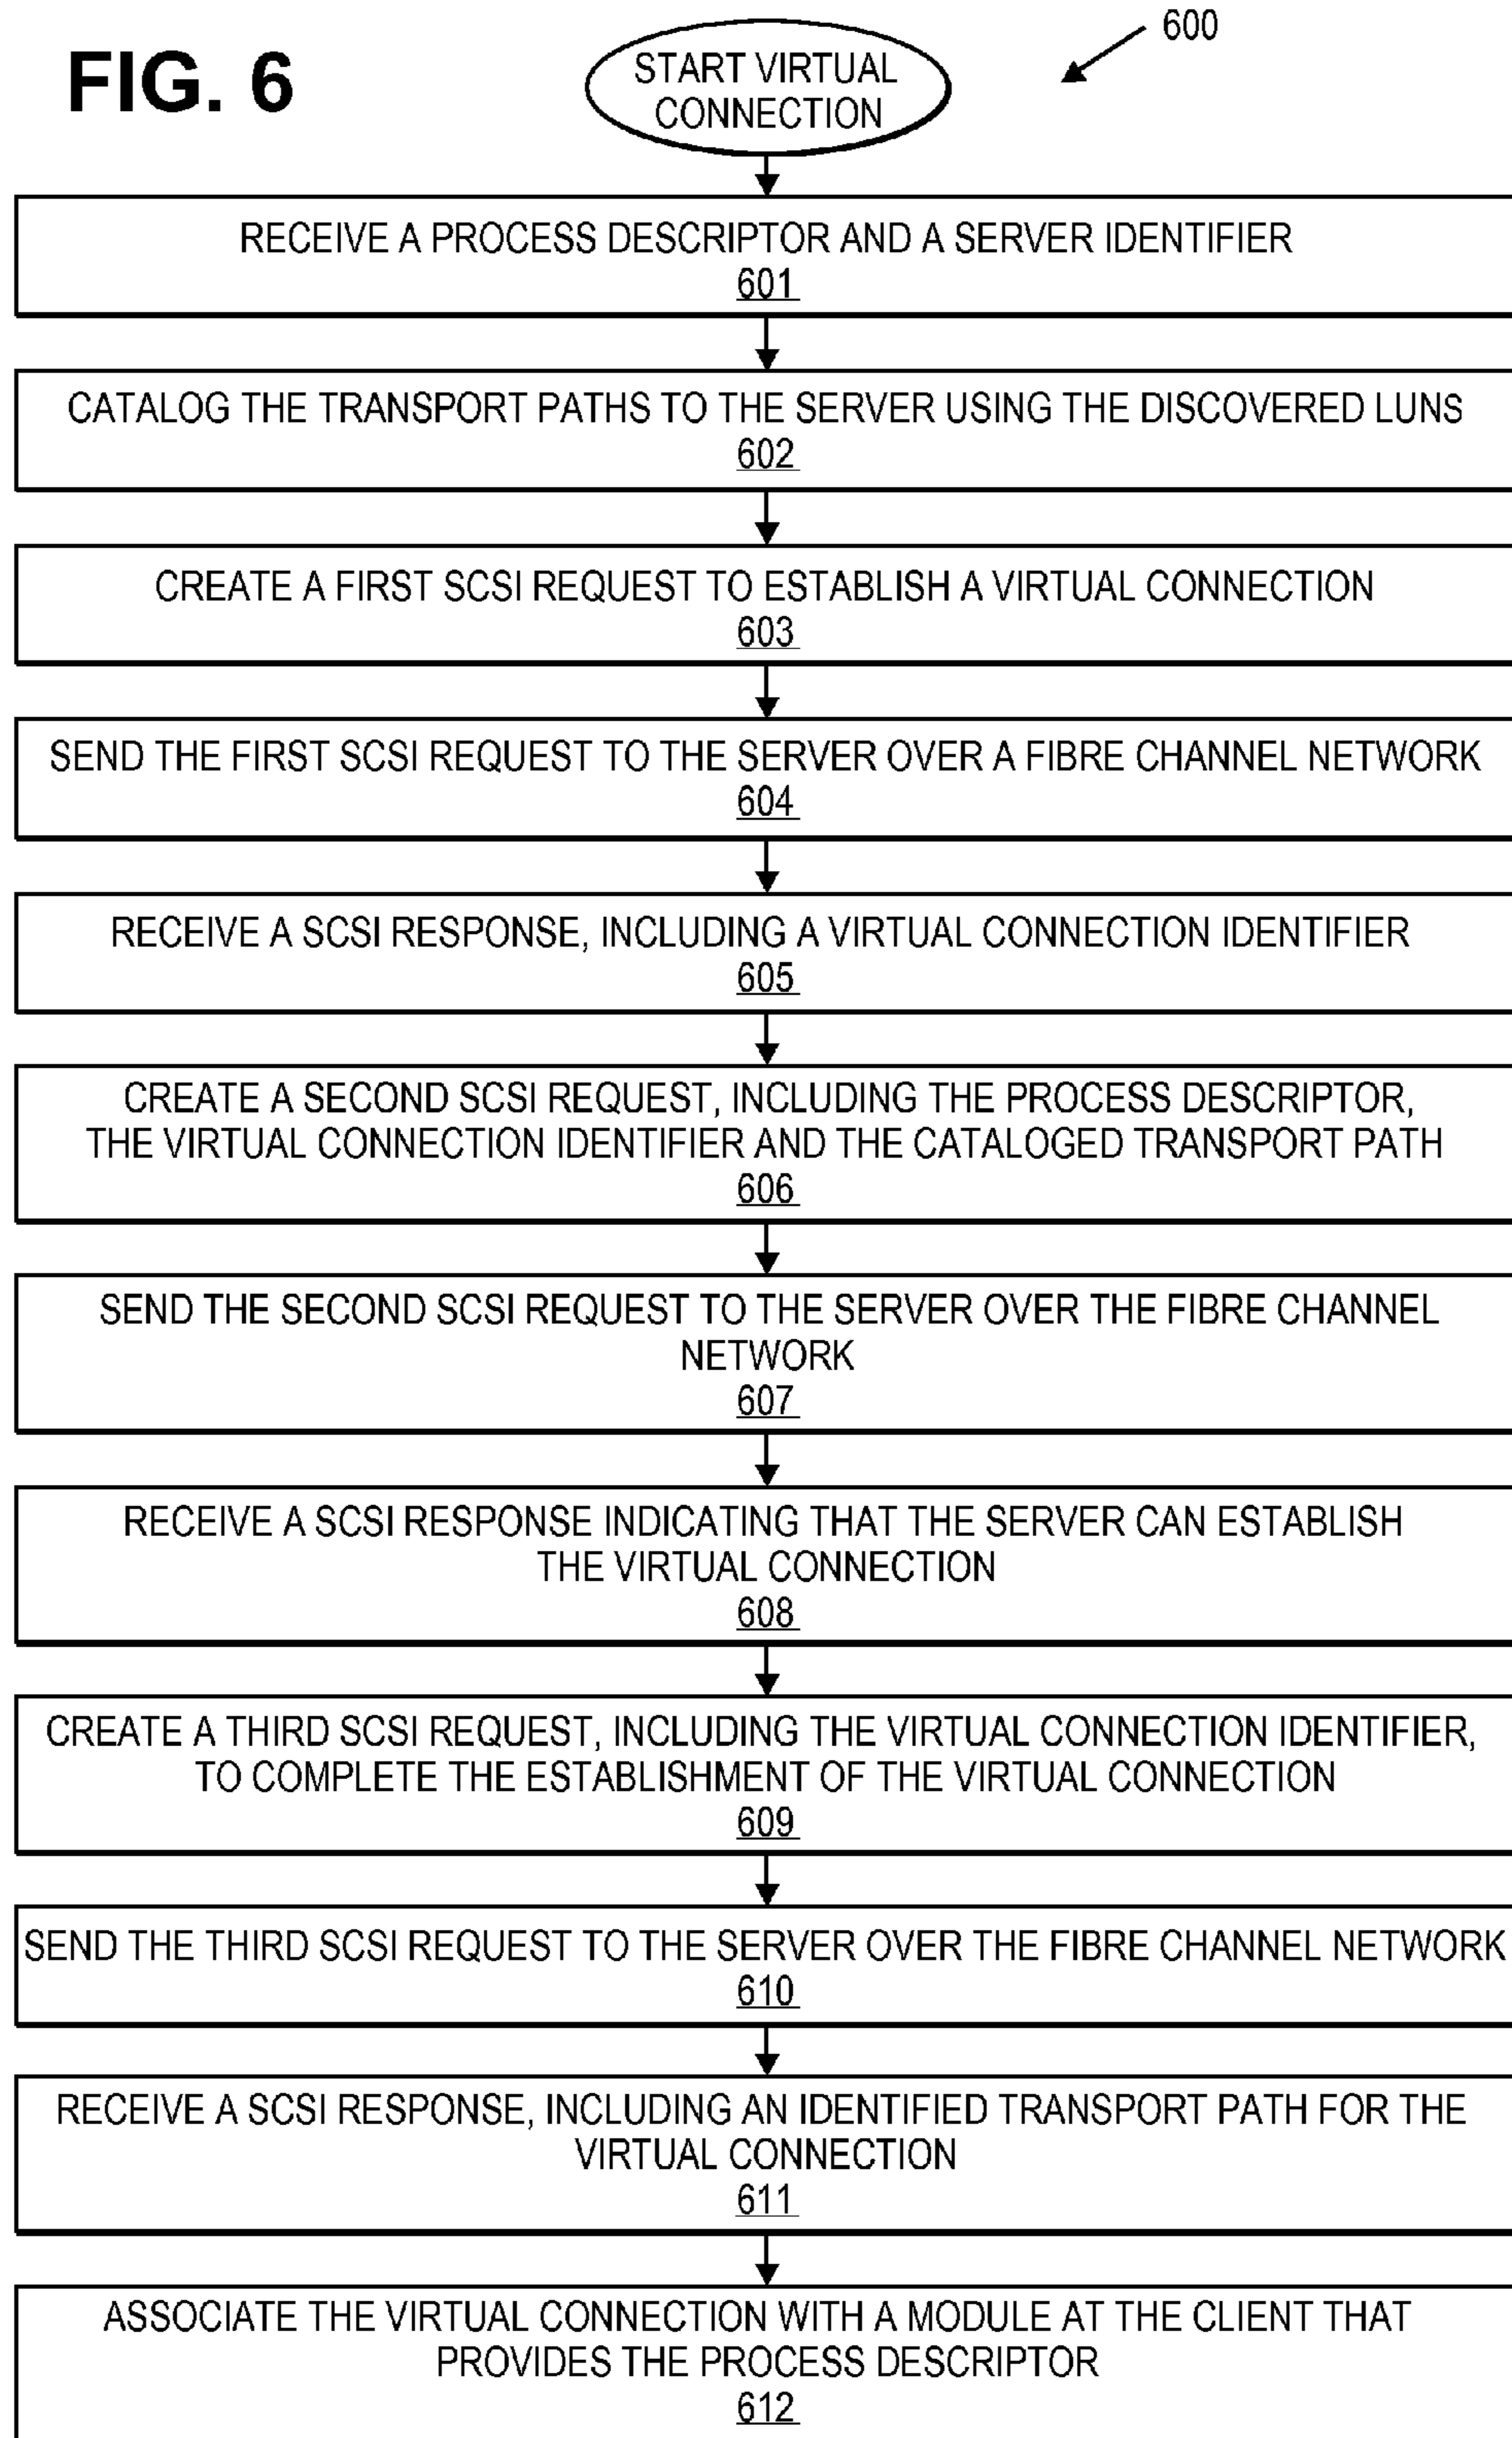 FIG. 6
600
START VIRTUAL
CONNECTION
RECEIVE A PROCESS DESCRIPTOR AND A SERVER IDENTIFIER
601
CATALOG THE TRANSPORT PATHS TO THE SERVER USING THE DISCOVERED LUNS
602
CREATE A FIRST SCSI REQUEST TO ESTABLISH A VIRTUAL CONNECTION
603
SEND THE FIRST SCSI REQUEST TO THE SERVER OVER A FIBRE CHANNEL NETWORK
604
RECEIVE A SCSI RESPONSE, INCLUDING A VIRTUAL CONNECTION IDENTIFIER
605
CREATE A SECOND SCSI REQUEST, INCLUDING THE PROCESS DESCRIPTOR,
THE VIRTUAL CONNECTION IDENTIFIER AND THE CATALOGED TRANSPORT PATH
606
SEND THE SECOND SCSI REQUEST TO THE SERVER OVER THE FIBRE CHANNEL
NETWORK
607
RECEIVE A SCSI RESPONSE INDICATING THAT THE SERVER CAN ESTABLISH
THE VIRTUAL CONNECTION
608
CREATE A THIRD SCSI REQUEST, INCLUDING THE VIRTUAL CONNECTION IDENTIFIER,
TO COMPLETE THE ESTABLISHMENT OF THE VIRTUAL CONNECTION
609
SEND THE THIRD SCSI REQUEST TO THE SERVER OVER THE FIBRE CHANNEL NETWORK
610
RECEIVE A SCSI RESPONSE, INCLUDING AN IDENTIFIED TRANSPORT PATH FOR THE
VIRTUAL CONNECTION
611
ASSOCIATE THE VIRTUAL CONNECTION WITH A MODULE AT THE CLIENT THAT
PROVIDES THE PROCESS DESCRIPTOR
612